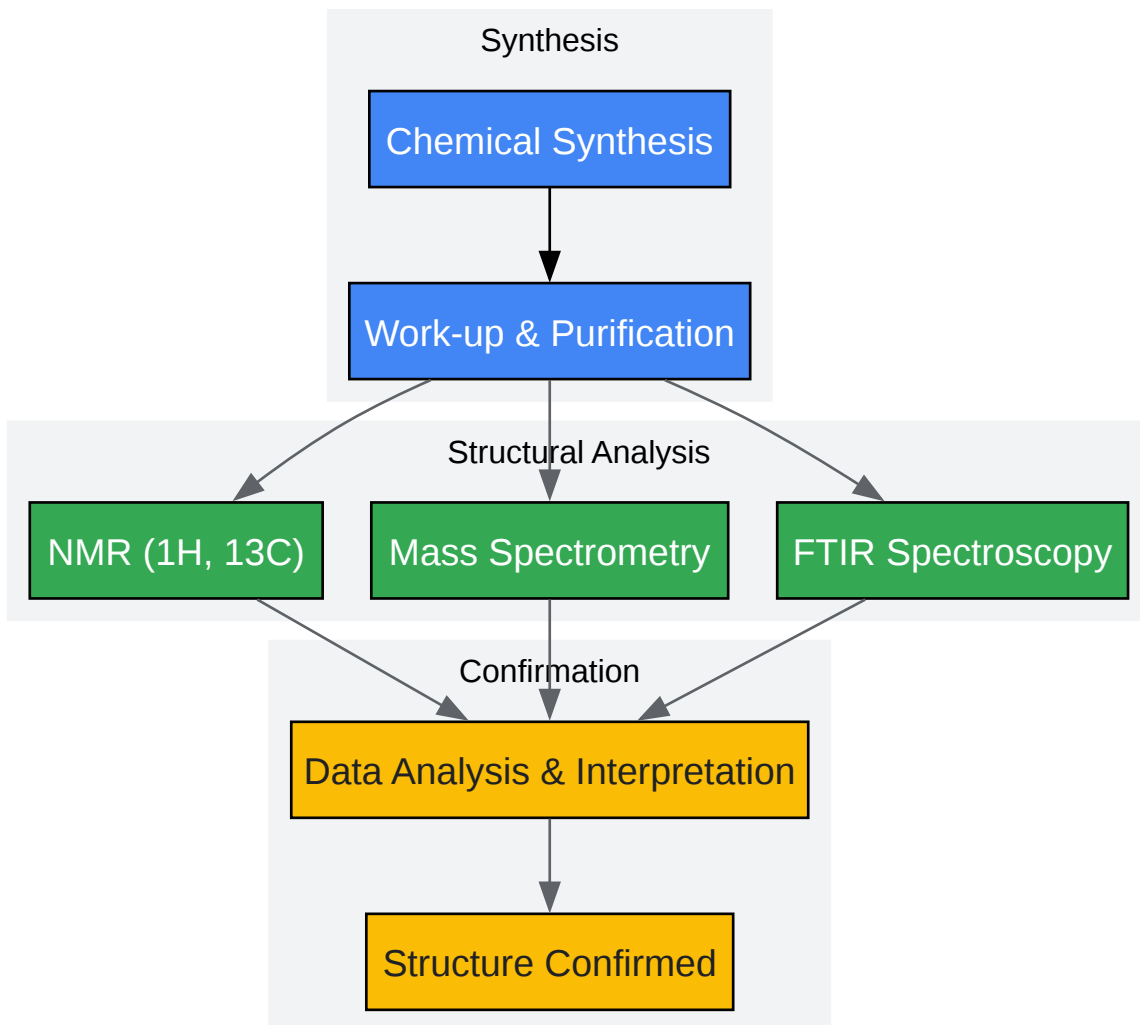 Synthesis
Chemical Synthesis
Work-up & Purification
Structural Analysis
NMR (1H, 13C)
Mass Spectrometry
FTIR Spectroscopy
Confirmation
Data Analysis & Interpretation
Structure Confirmed